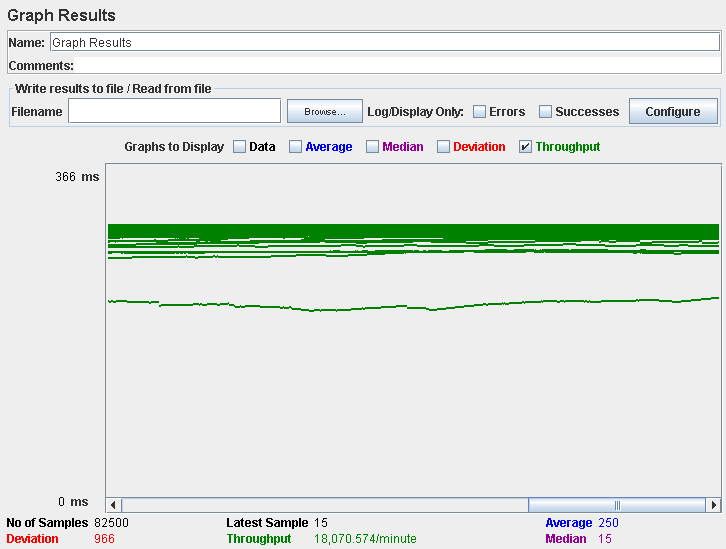 Graph Results
Name: Graph Results
Comments:
Write results to file / Read from file
Filename Browse... Log/Display Only: Errors Successes Configure
Graphs to Display Data Average Median Deviation Throughput
366 ms
0 ms
No of Samples 82500 Latest Sample 15 Average 250
Deviation 966 Throughput 18,070.574/minute Median 15